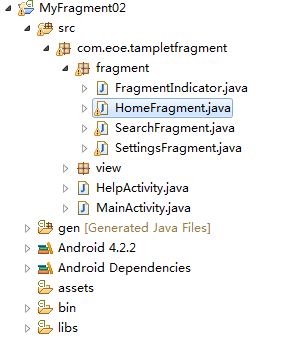 MyFragment02
src
com.eoe.tampletfragment
fragment
FragmentIndicator.java
HomeFragment.java
SearchFragment.java
SettingsFragment.java
view
HelpActivity.java
MainActivity.java
gen [Generated Java Files]
Android 4.2.2
Android Dependencies
assets
bin
libs